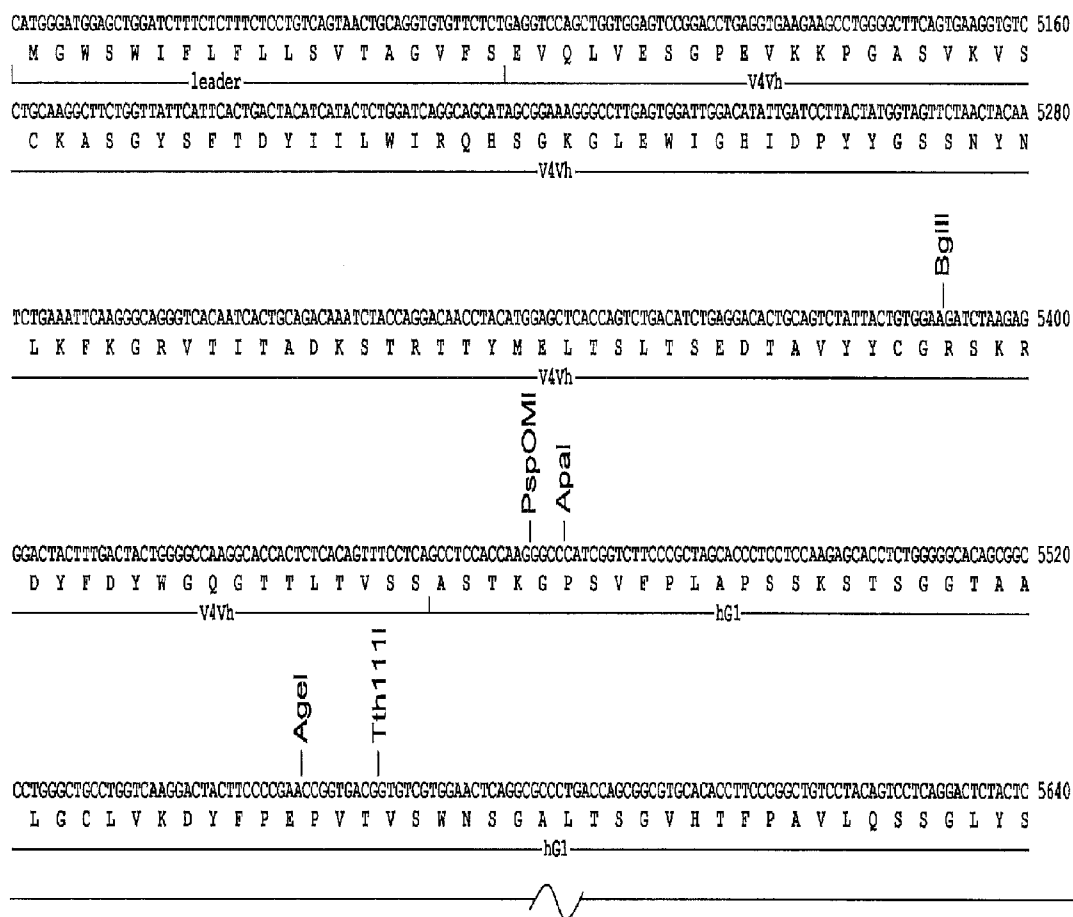 CATGGGATGGAGCTGGATCTTTCTCTTTCTCCTGTCAGTAACTGCAGGTGTGTTCTCTGAGGTCCAGCTGGTGGAGTCCGGACCTGAGGTGAAGAAGCCTGGGGCTTCAGTGAAGGTGTC 5160
M G W S W I F L F L L S V T A G V F S E V Q L V E S G P E V K K P G A S V K V S
leader V4Vh
CTGCAAGGCTTCTGGTTATTCATTCACTGACTACATCATACTCTGGATCAGGCAGCATAGCGGAAAGGGCCTTGAGTGGATTGGACATATTGATCCTTACTATGGTAGTTCTAACTACAA 5280
C K A S G Y S F T D Y I I L W I R Q H S G K G L E W I G H I D P Y Y G S S N Y N
V4Vh
BglII
TCTGAAATTCAAGGGCAGGGTCACAATCACTGCAGACAAATCTACCAGGACAACCTACATGGAGCTCACCAGTCTGACATCTGAGGACACTGCAGTCTATTACTGTGGAAGATCTAAGAG 5400
L K F K G R V T I T A D K S T R T T Y M E L T S L T S E D T A V Y Y C G R S K R
V4Vh
PspOMI ApaI
GGACTACTTTGACTACTGGGGCCAAGGCACCACTCTCACAGTTTCCTCAGCCTCCACCAAGGGCCCATCGGTCTTCCCGCTAGCACCCTCCTCCAAGAGCACCTCTGGGGGCACAGCGGC 5520
D Y F D Y W G Q G T T L T V S S A S T K G P S V F P L A P S S K S T S G G T A A
V4Vh hG1
AgeI Tth111I
CCTGGGCTGCCTGGTCAAGGACTACTTCCCCGAACCGGTGACGGTGTCGTGGAACTCAGGCGCCCTGACCAGCGGCGTGCACACCTTCCCGGCTGTCCTACAGTCCTCAGGACTCTACTC 5640
L G C L V K D Y F P E P V T V S W N S G A L T S G V H T F P A V L Q S S G L Y S
hG1